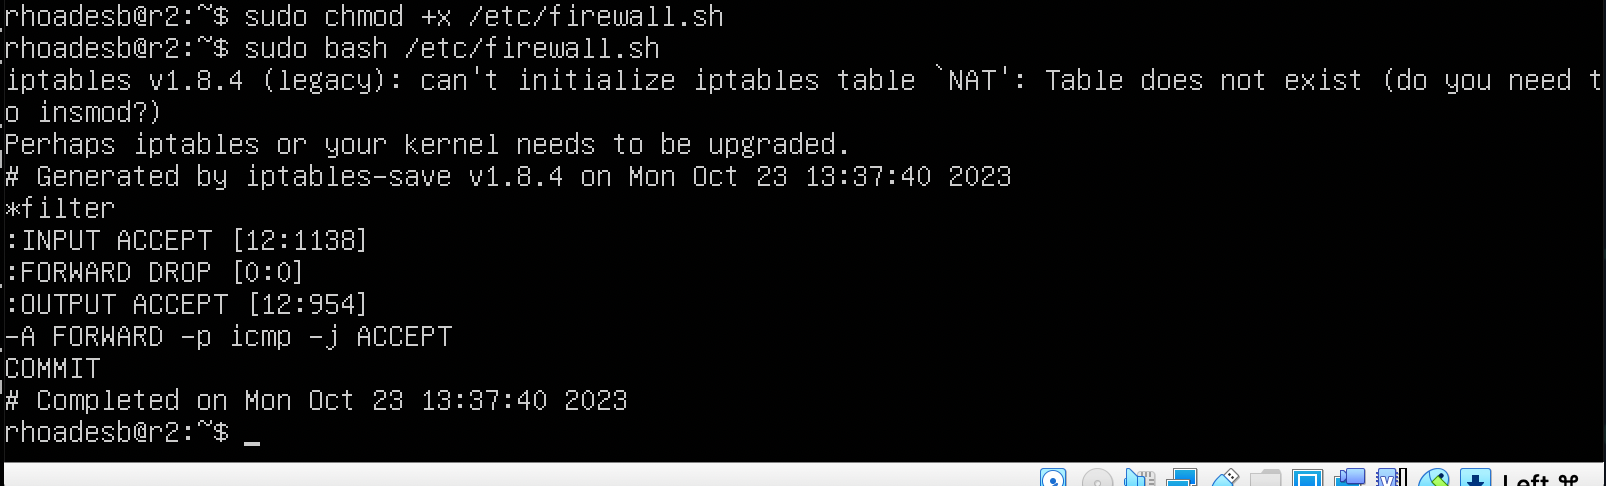 rhoadesb@r2:~$ sudo chmod +x /etc/firewall.sh
rhoadesb@r2:~$ sudo bash /etc/firewall.sh
iptables v1.8.4 (legacy): can't initialize iptables table `NAT': Table does not exist (do you need t
o insmod?)
Perhaps iptables or your kernel needs to be upgraded.
# Generated by iptables-save v1.8.4 on Mon Oct 23 13:37:40 2023
*filter
:INPUT ACCEPT [12:1138]
:FORWARD DROP [0:0]
:OUTPUT ACCEPT [12:954]
-A FORWARD -p icmp -j ACCEPT
COMMIT
# Completed on Mon Oct 23 13:37:40 2023
rhoadesb@r2:~$ _
Left ⌘